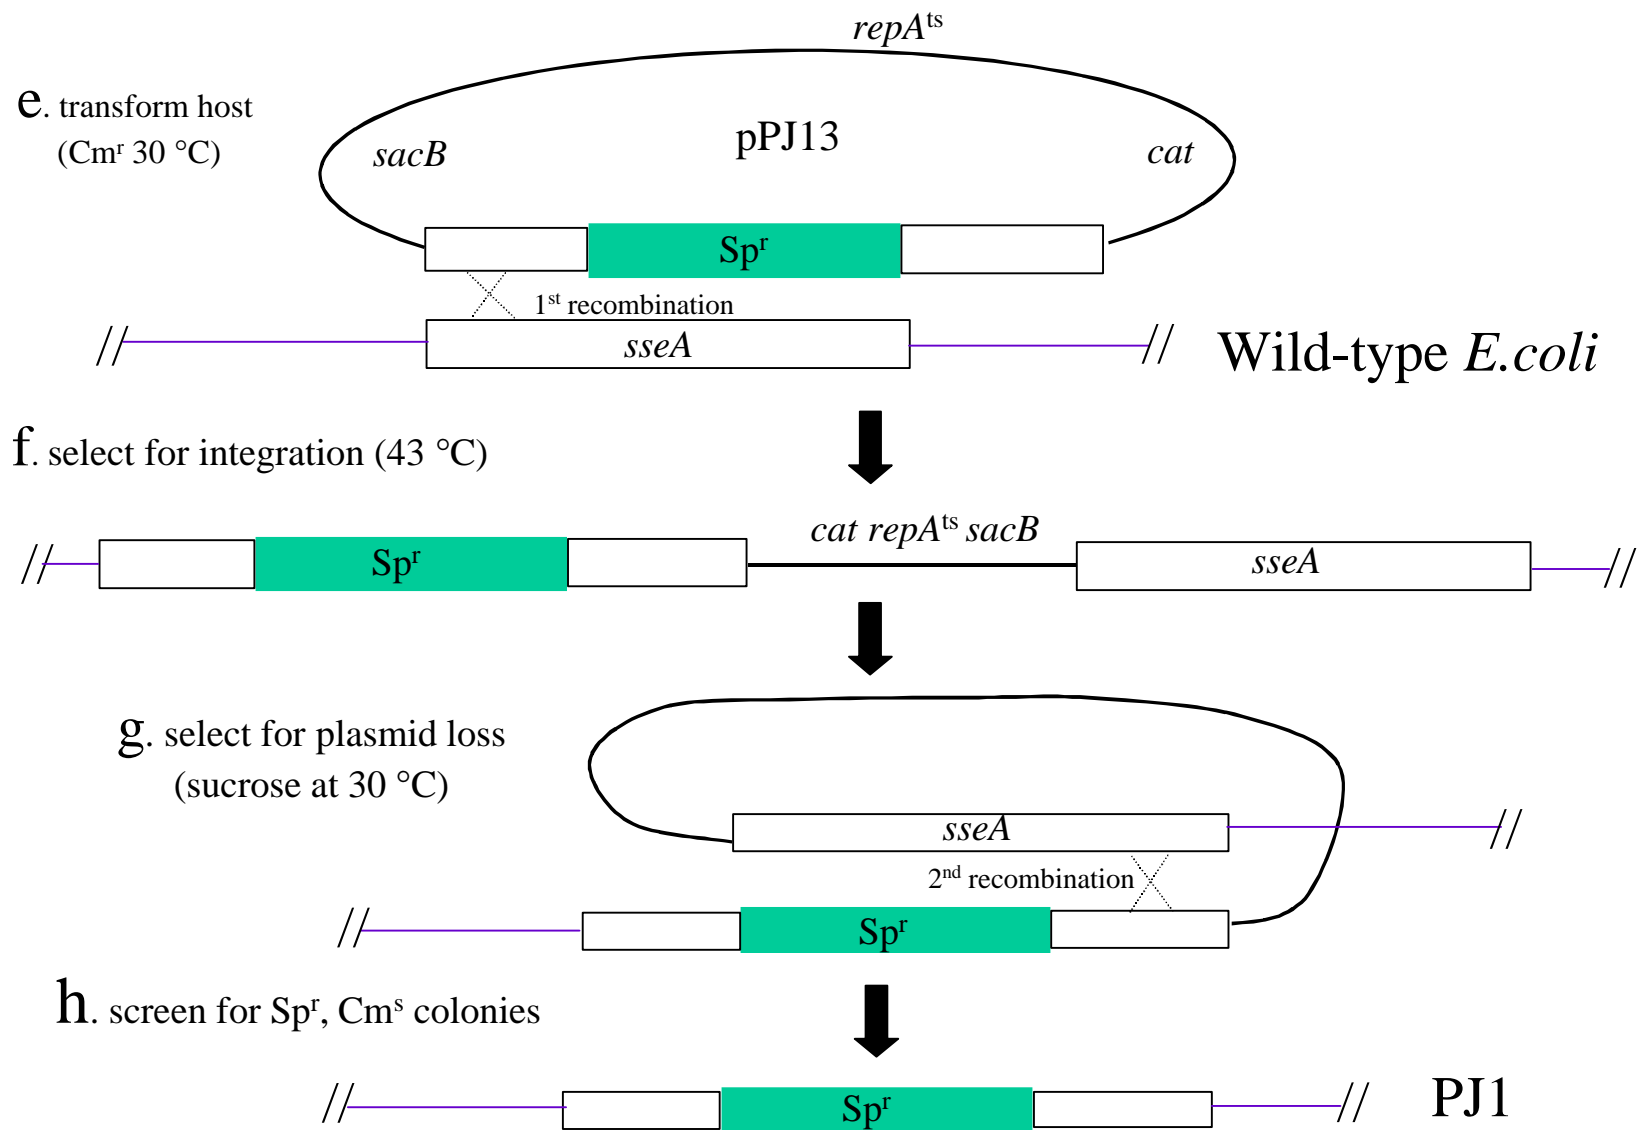 repAᵗˢ
e. transform host
(Cmʳ 30 °C)
sacB
pPJ13
cat
Spʳ
1ˢᵗ recombination
sseA
Wild-type E.coli
f. select for integration (43 °C)
cat repAᵗˢ sacB
Spʳ
sseA
g. select for plasmid loss
(sucrose at 30 °C)
sseA
2ⁿᵈ recombination
Spʳ
h. screen for Spʳ, Cmˢ colonies
Spʳ
PJ1